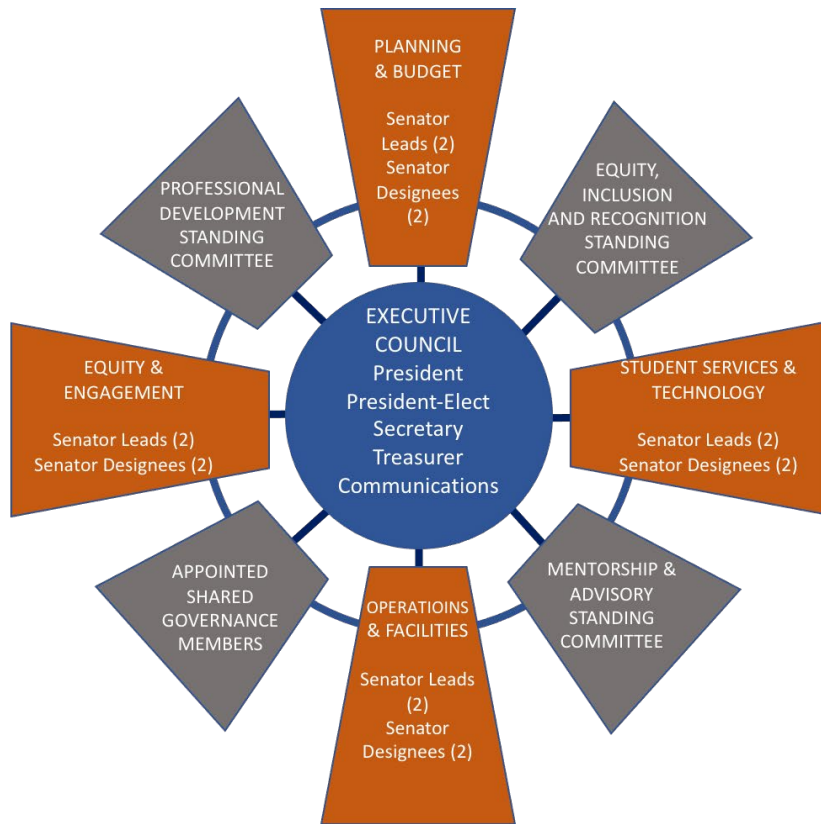 PLANNING
& BUDGET
Senator
Leads (2)
Senator
Designees
(2)
PROFESSIONAL
DEVELOPMENT
STANDING
COMMITTEE
EQUITY,
INCLUSION
AND RECOGNITION
STANDING
COMMITTEE
EXECUTIVE
COUNCIL
President
President-Elect
Secretary
Treasurer
Communications
EQUITY &
ENGAGEMENT
Senator Leads (2)
Senator Designees (2)
STUDENT SERVICES &
TECHNOLOGY
Senator Leads (2)
Senator Designees (2)
APPOINTED
SHARED
GOVERNANCE
MEMBERS
OPERATIOINS
& FACILITIES
Senator Leads
(2)
Senator
Designees (2)
MENTORSHIP &
ADVISORY
STANDING
COMMITTEE